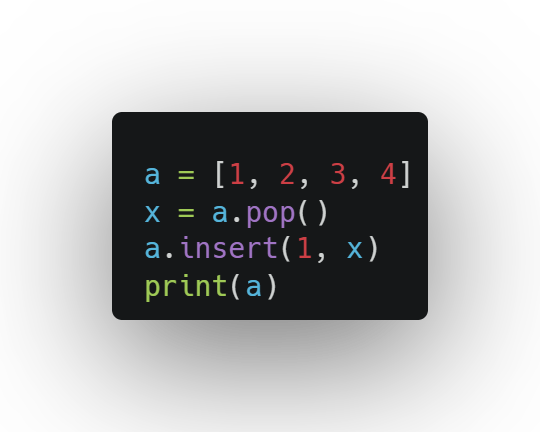 a = [1, 2, 3, 4]
x = a.pop()
a.insert(1, x)
print(a)